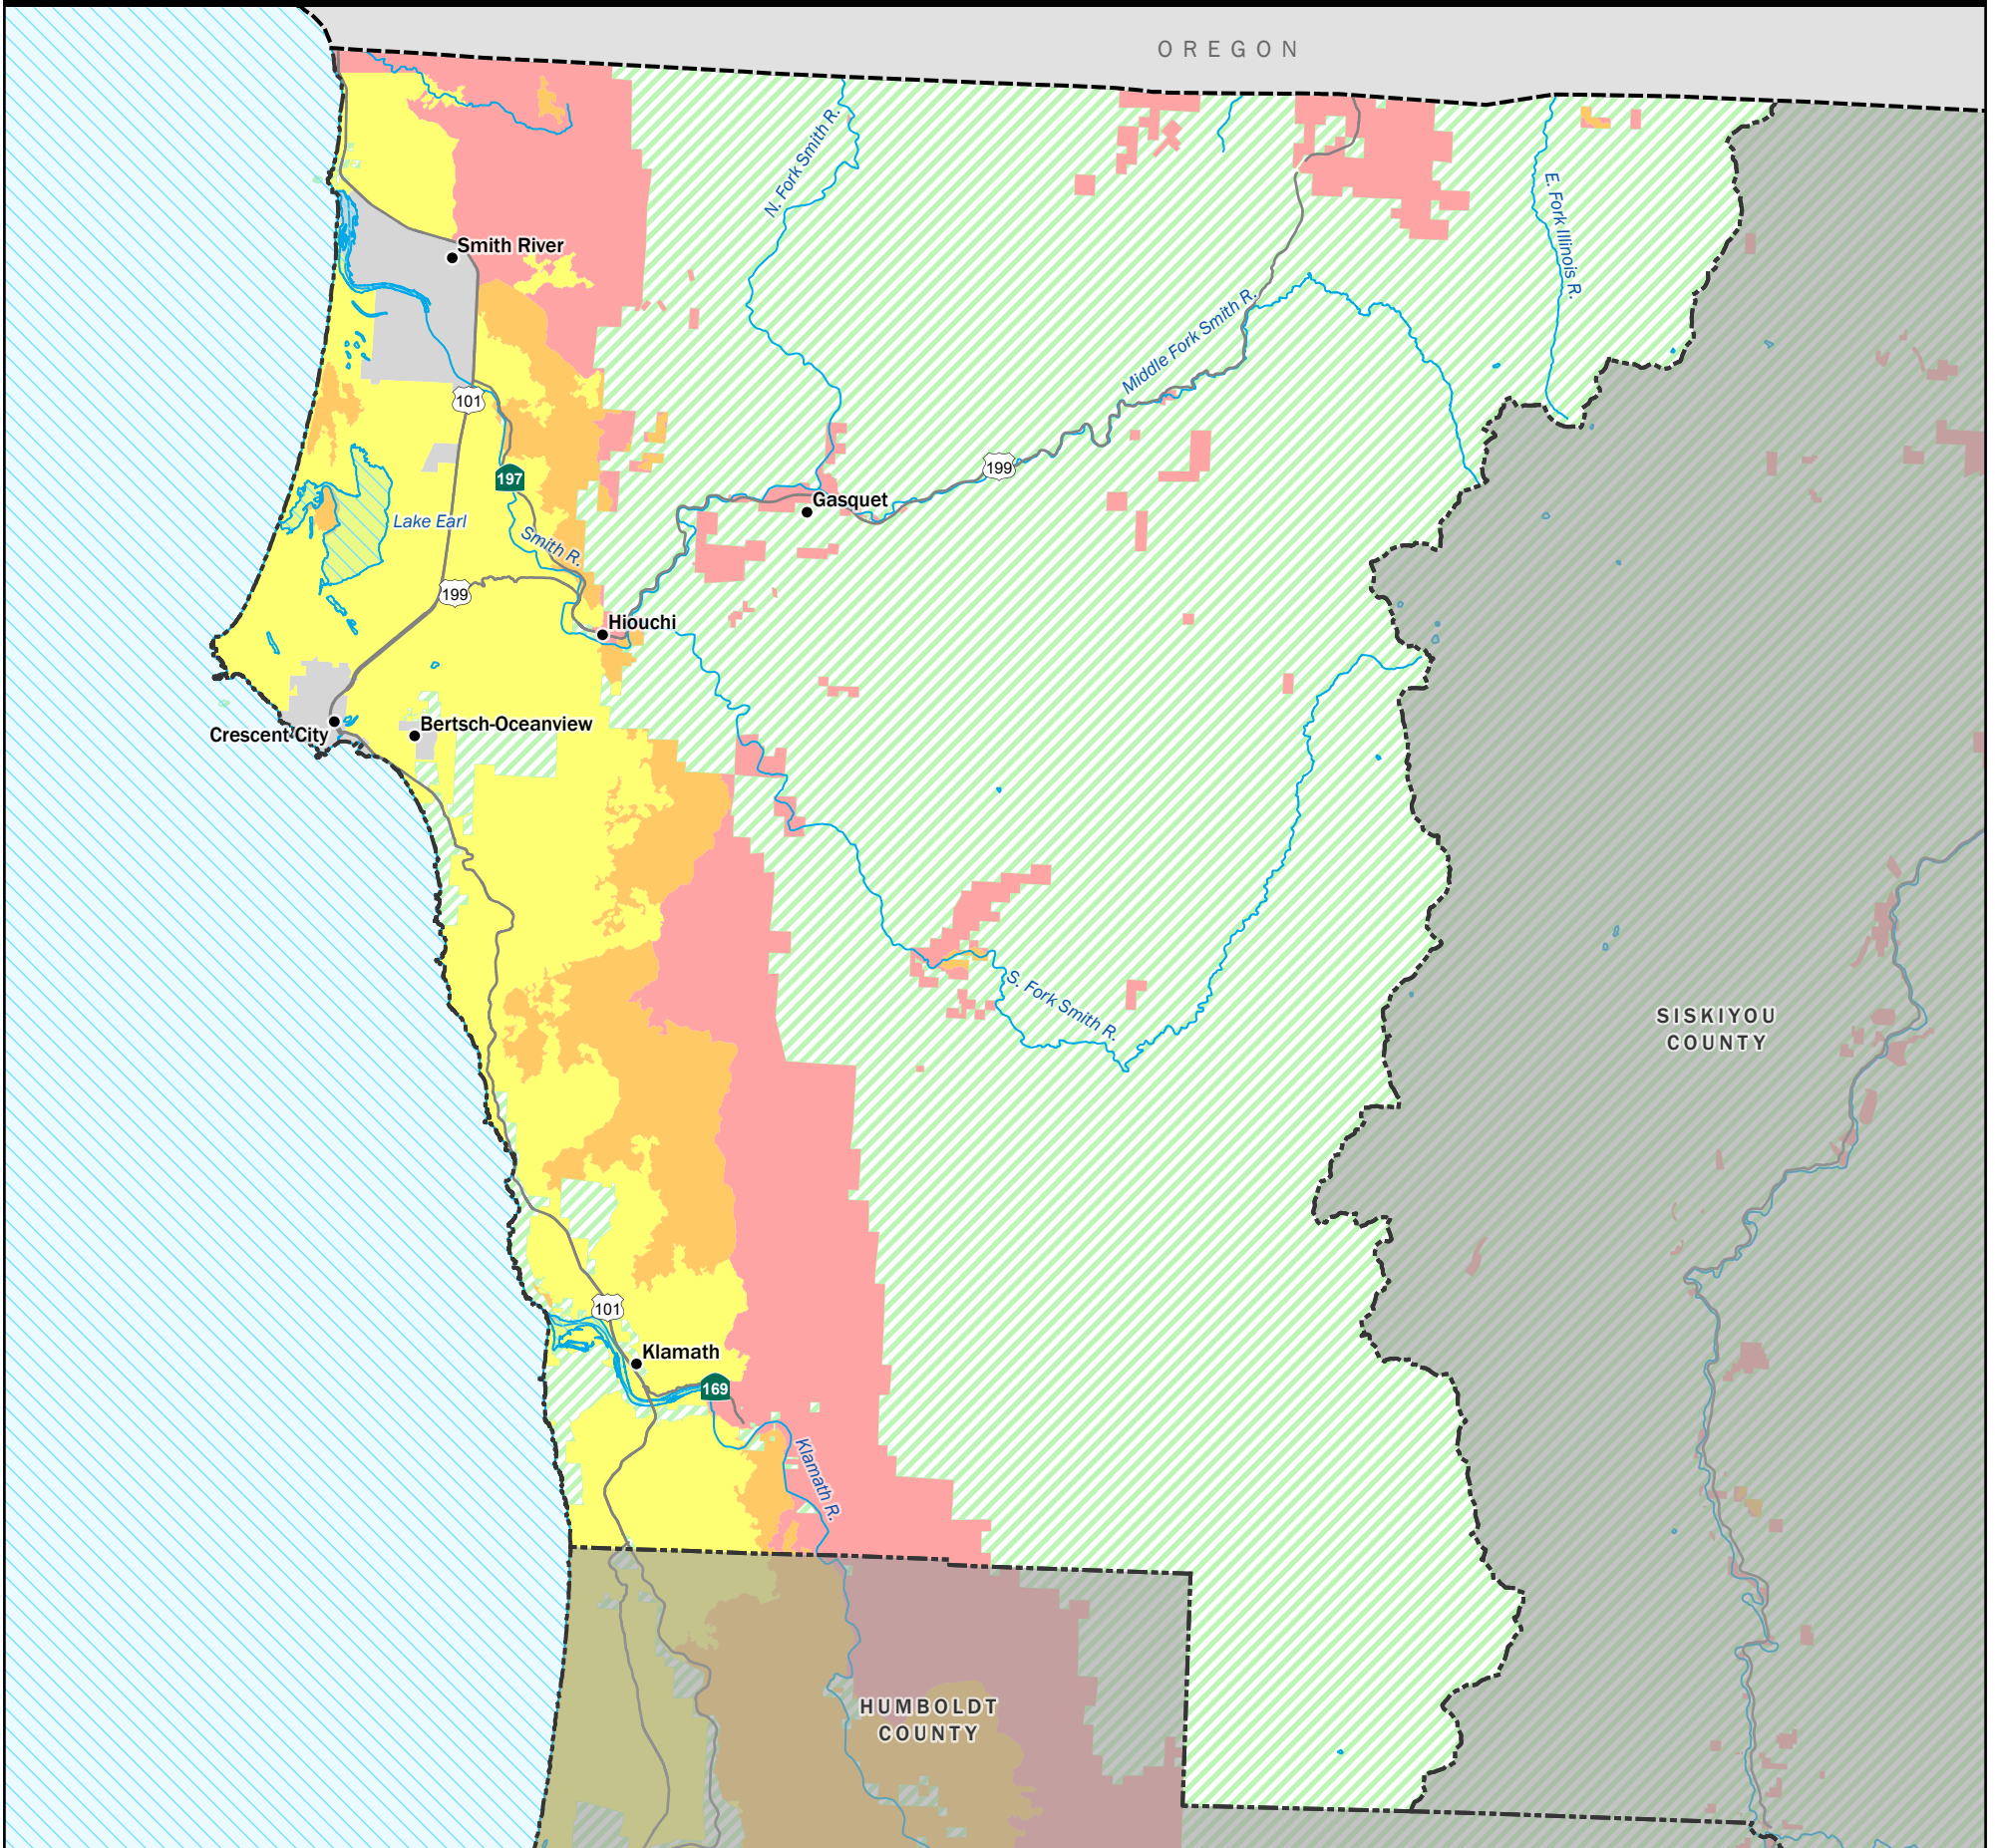 OREGON
N. Fork Smith R.
Smith River
E. Fork Illinois R.
Middle Fork Smith R.
101
199
197
Gasquet
Lake Earl
Smith R.
199
Hiouchi
Bertsch-Oceanview
Crescent City
S. Fork Smith R.
SISKIYOU
COUNTY
101
Klamath
169
Klamath R.
HUMBOLDT
COUNTY